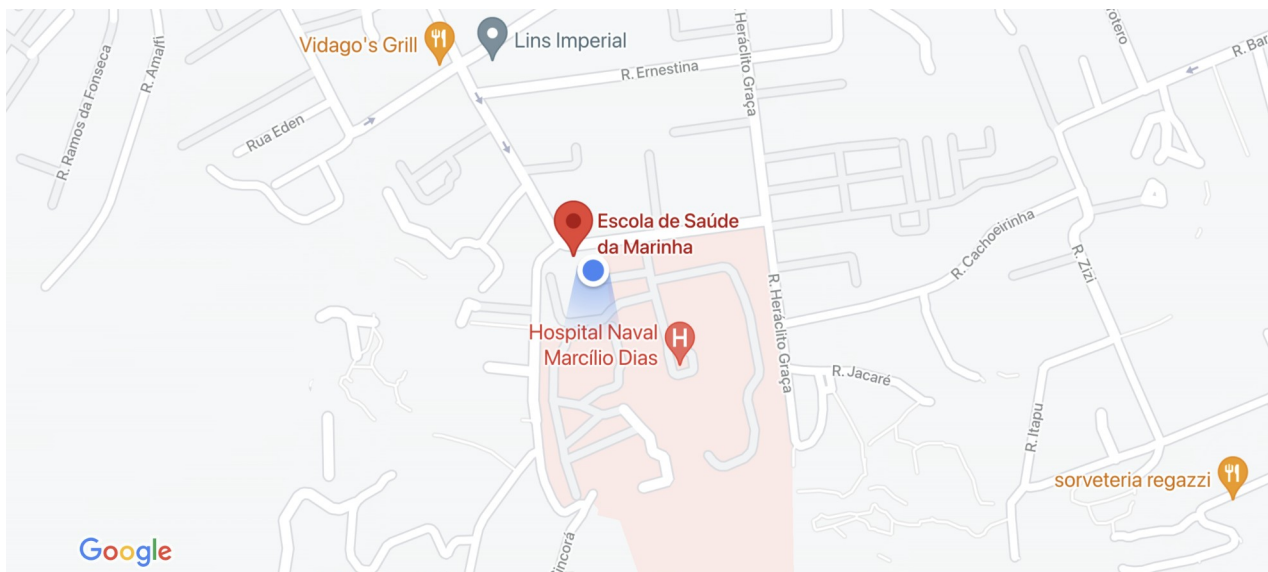 Vidago's Grill
Lins Imperial
R. Ramos da Fonseca
R. Amalfi
Rua Eden
R. Ernestina
R. Heráclito Graça
R. Bar
Escola de Saúde
da Marinha
R. Cachoeirinha
R. Zizi
Hospital Naval
Marcílio Dias
H
R. Heráclito Graça
R. Jacaré
R. Itapu
sorveteria regazzi
Google